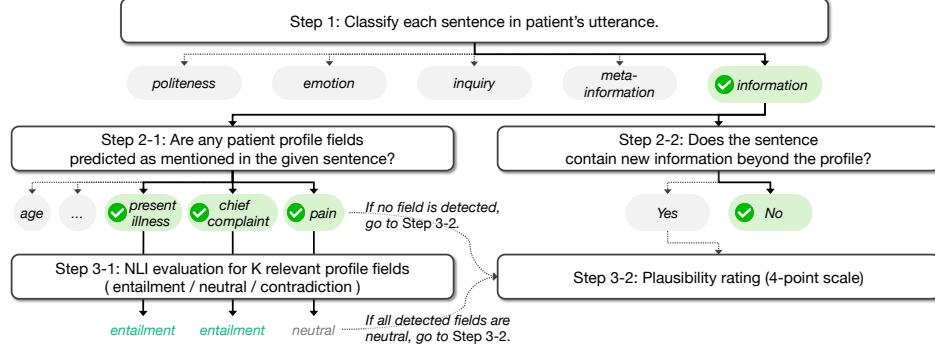 Step 1: Classify each sentence in patient's utterance.
politeness
emotion
inquiry
meta-
information
information
Step 2-1: Are any patient profile fields
predicted as mentioned in the given sentence?
Step 2-2: Does the sentence
contain new information beyond the profile?
age
...
present
illness
chief
complaint
pain
If no field is detected,
go to Step 3-2.
Yes
No
Step 3-1: NLI evaluation for K relevant profile fields
( entailment / neutral / contradiction )
Step 3-2: Plausibility rating (4-point scale)
entailment
entailment
neutral
If all detected fields are
neutral, go to Step 3-2.